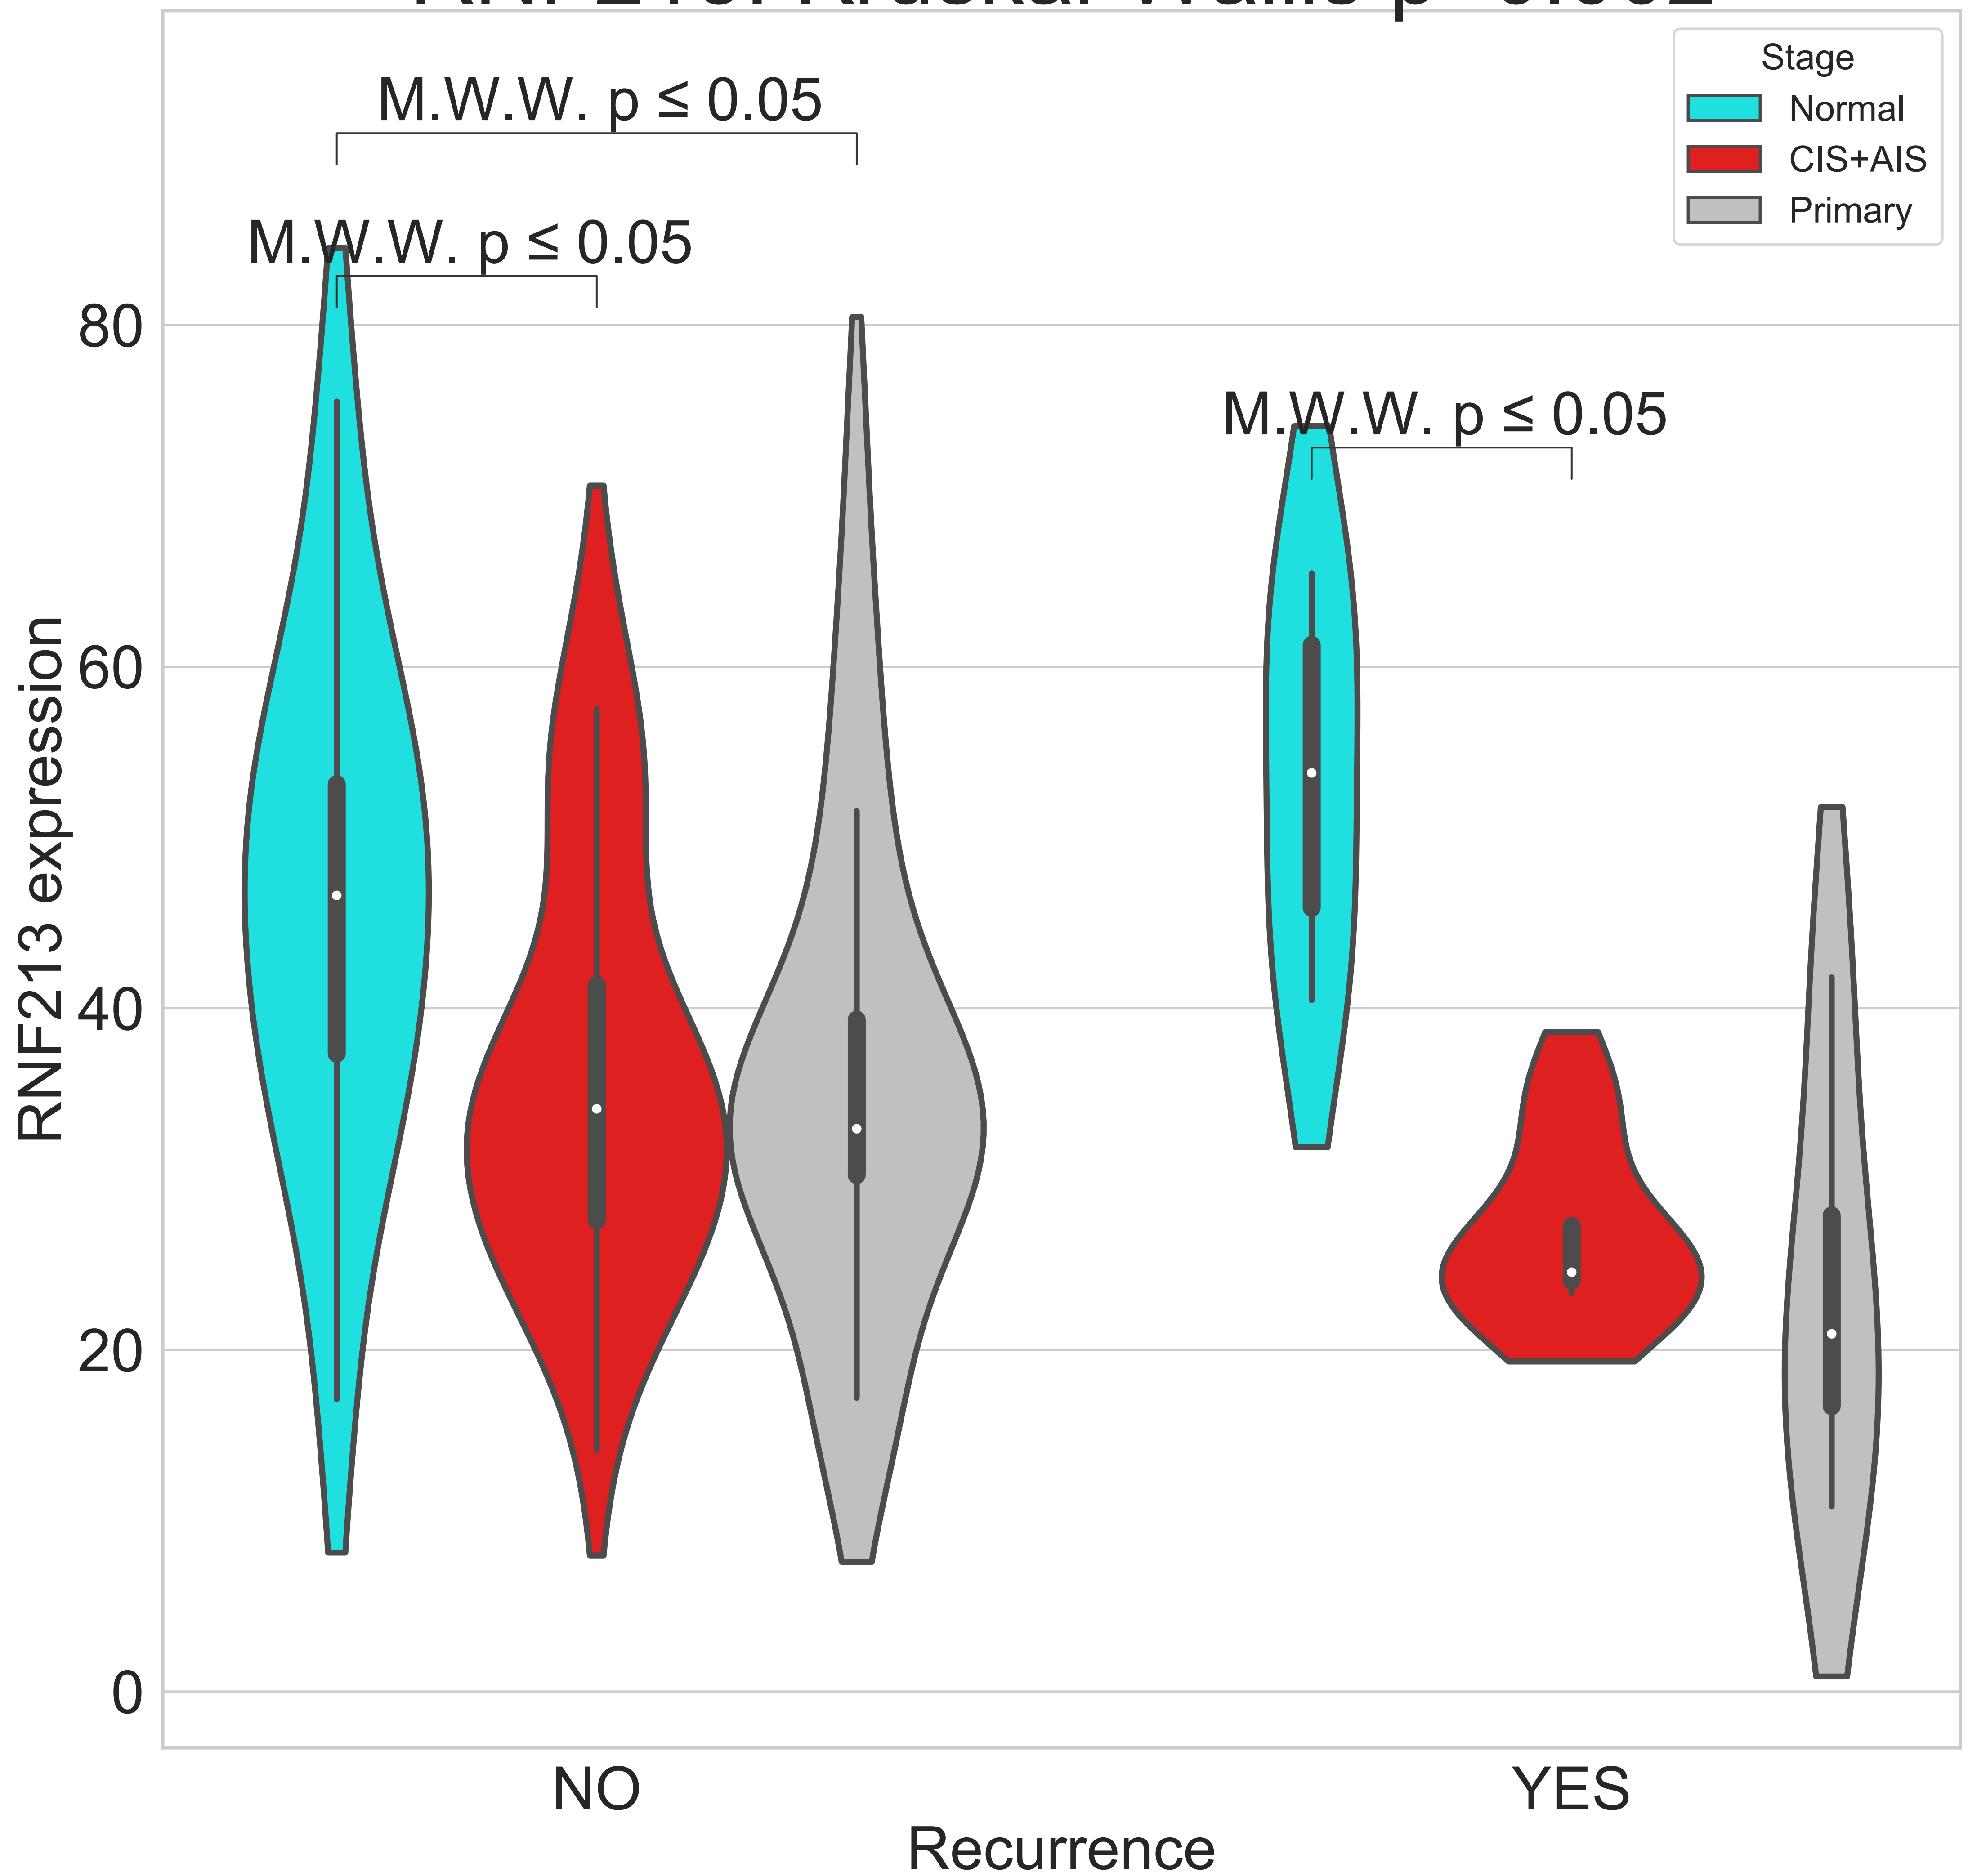 Stage
Normal
CIS+AIS
Primary
M.W.W. p ≤ 0.05
M.W.W. p ≤ 0.05
M.W.W. p ≤ 0.05
80
60
40
20
0
RNF213 expression
NO
YES
Recurrence